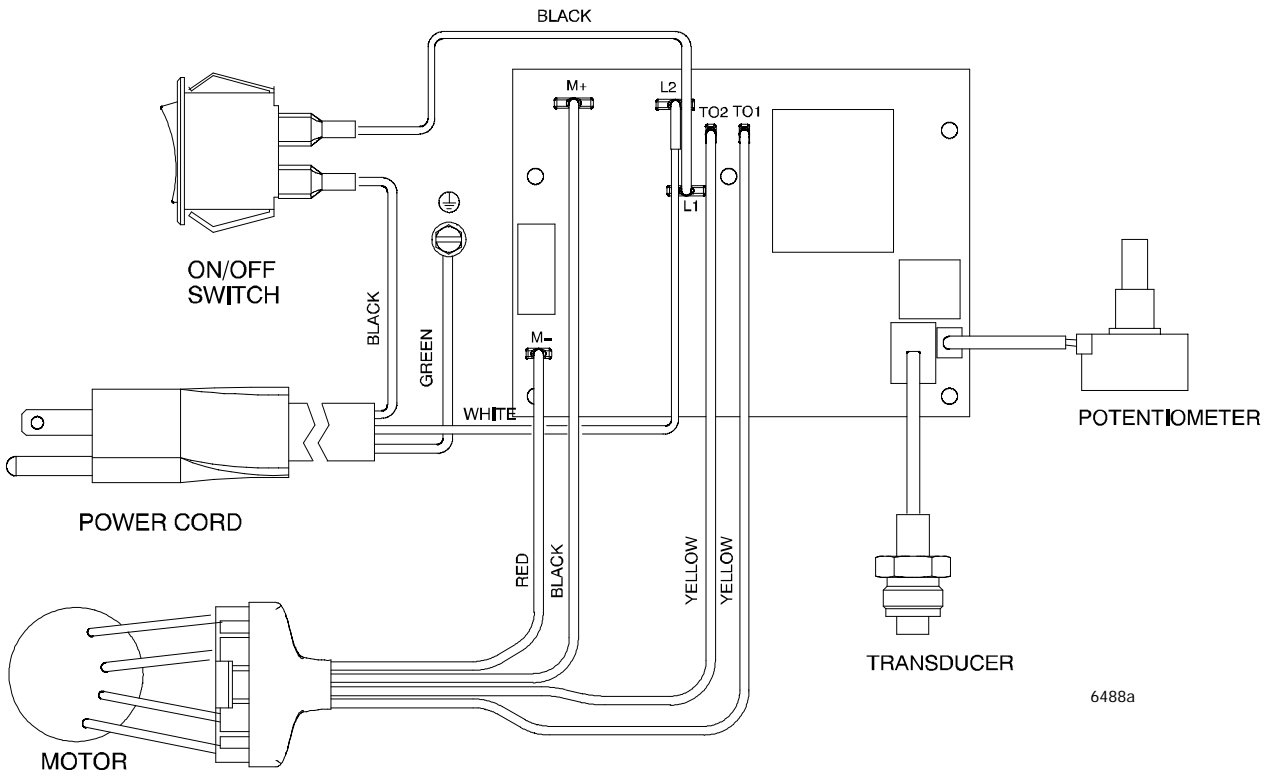 BLACK
M+
L2
TO2 TO1
L1
ON/OFF
SWITCH
BLACK
GREEN
M-
WHITE
POTENTIOMETER
POWER CORD
RED
BLACK
YELLOW
YELLOW
TRANSDUCER
6488a
MOTOR